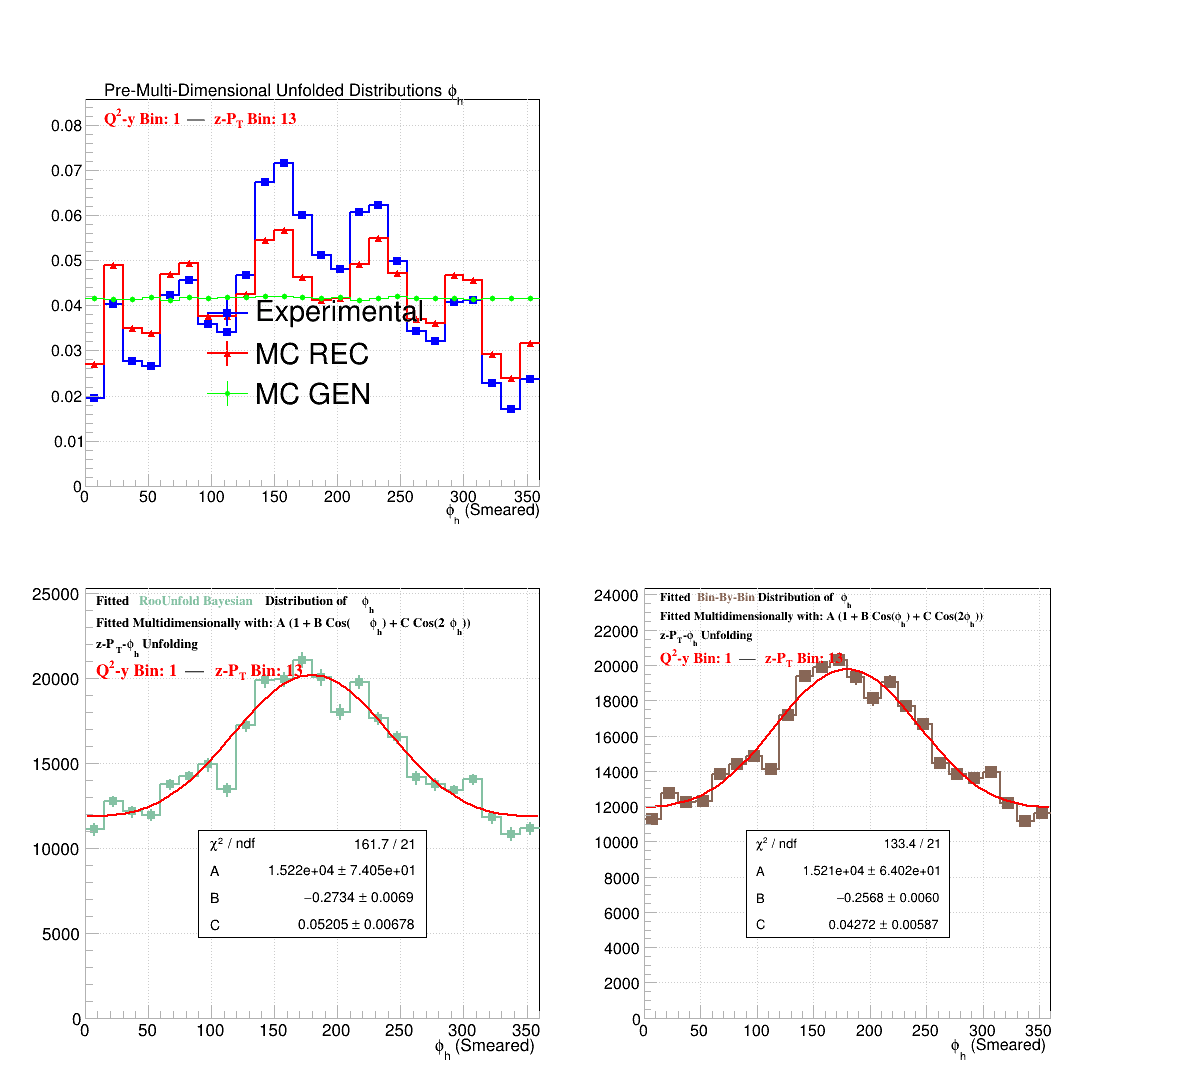 Pre-Multi-Dimensional Unfolded Distributions ϕh
Q²-y Bin: 1 — z-PT Bin: 13
0.08
0.07
0.06
0.05
0.04
0.03
0.02
0.01
0
Experimental
MC REC
MC GEN
0 50 100 150 200 250 300 350
ϕh (Smeared)
Fitted RooUnfold Bayesian Distribution of ϕh
Fitted Multidimensionally with: A (1 + B Cos( ϕh) + C Cos(2 ϕh))
z-PT-ϕh Unfolding
Q²-y Bin: 1 — z-PT Bin: 13
25000
20000
15000
10000
5000
0
χ² / ndf 161.7 / 21
A 1.522e+04 ± 7.405e+01
B −0.2734 ± 0.0069
C 0.05205 ± 0.00678
0 50 100 150 200 250 300 350
ϕh (Smeared)
Fitted Bin-By-Bin Distribution of ϕh
Fitted Multidimensionally with: A (1 + B Cos(ϕh) + C Cos(2ϕh))
z-PT-ϕh Unfolding
Q²-y Bin: 1 — z-PT Bin: 13
24000
22000
20000
18000
16000
14000
12000
10000
8000
6000
4000
2000
0
χ² / ndf 133.4 / 21
A 1.521e+04 ± 6.402e+01
B −0.2568 ± 0.0060
C 0.04272 ± 0.00587
0 50 100 150 200 250 300 350
ϕh (Smeared)